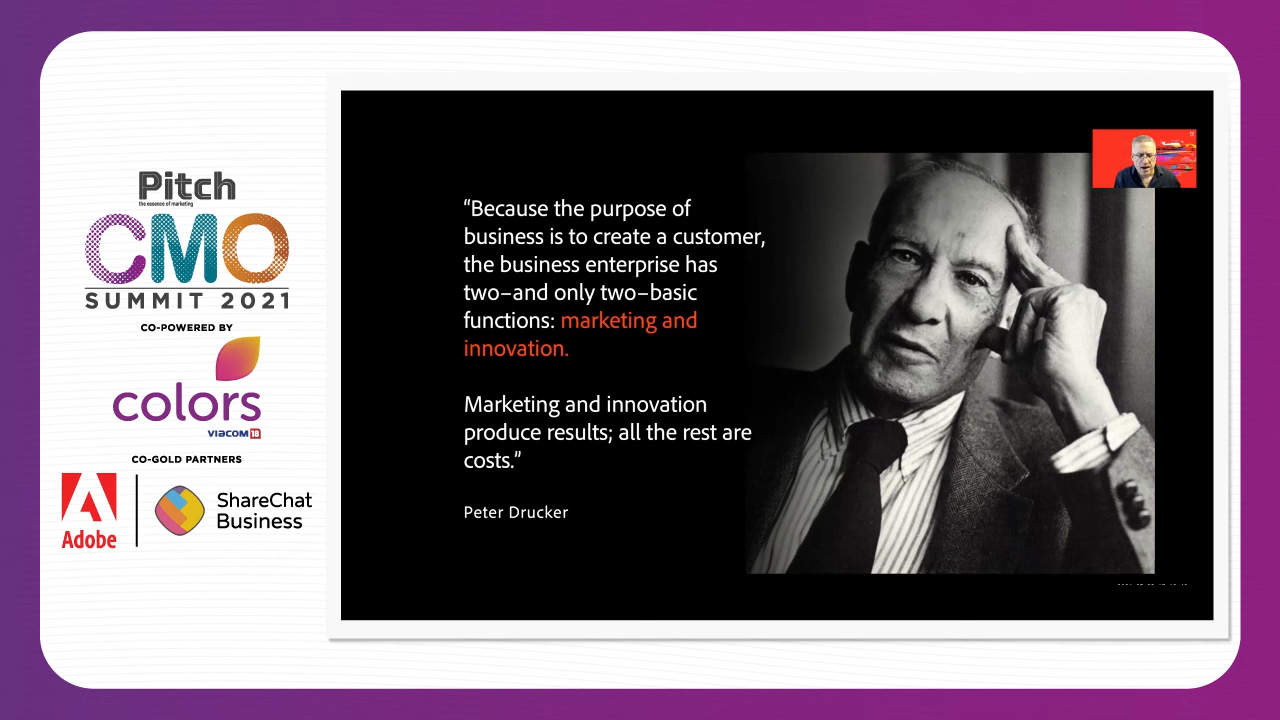 Pitch
the essence of marketing
CMO
SUMMIT 2021
CO-POWERED BY
colors
VIACOM18
CO-GOLD PARTNERS
Adobe
ShareChat
Business
“Because the purpose of
business is to create a customer,
the business enterprise has
two–and only two–basic
functions: marketing and
innovation.
Marketing and innovation
produce results; all the rest are
costs.”
Peter Drucker